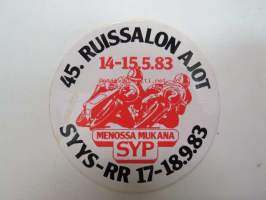 45. RUISSALON AJOT
14-15.5.83
MENOSSA MUKANA
SYP
SYYS-RR 17-18.9.83